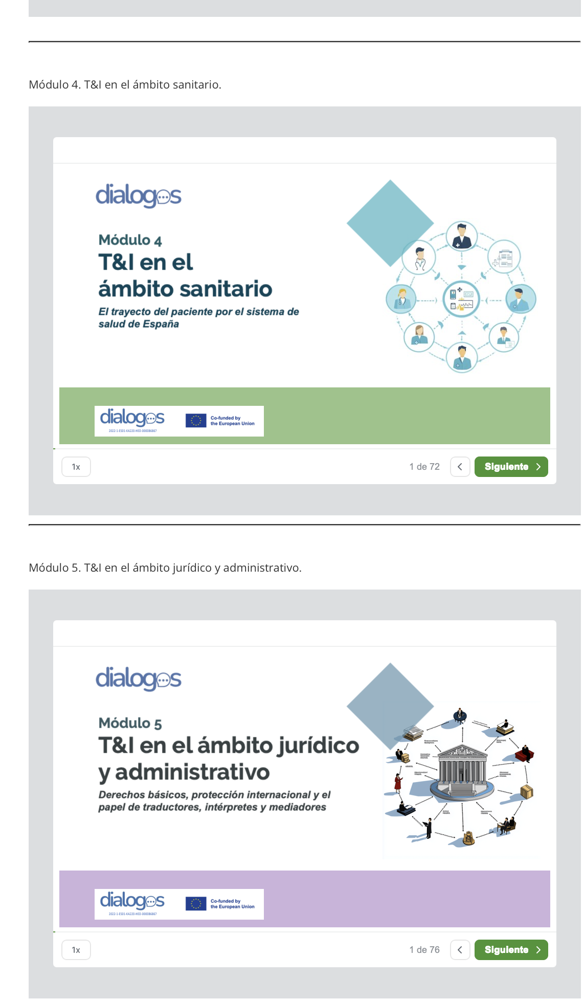 Módulo 4. T&I en el ámbito sanitario.
dialogos
Módulo 4
T&I en el
ámbito sanitario
El trayecto del paciente por el sistema de
salud de España
dialogos
2022-1-ES01-KA220-HED-000086867
Co-funded by
the European Union
1x
1 de 72
Siguiente
Módulo 5. T&I en el ámbito jurídico y administrativo.
dialogos
Módulo 5
T&I en el ámbito jurídico
y administrativo
Derechos básicos, protección internacional y el
papel de traductores, intérpretes y mediadores
dialogos
2022-1-ES01-KA220-HED-000086867
Co-funded by
the European Union
1x
1 de 76
Siguiente